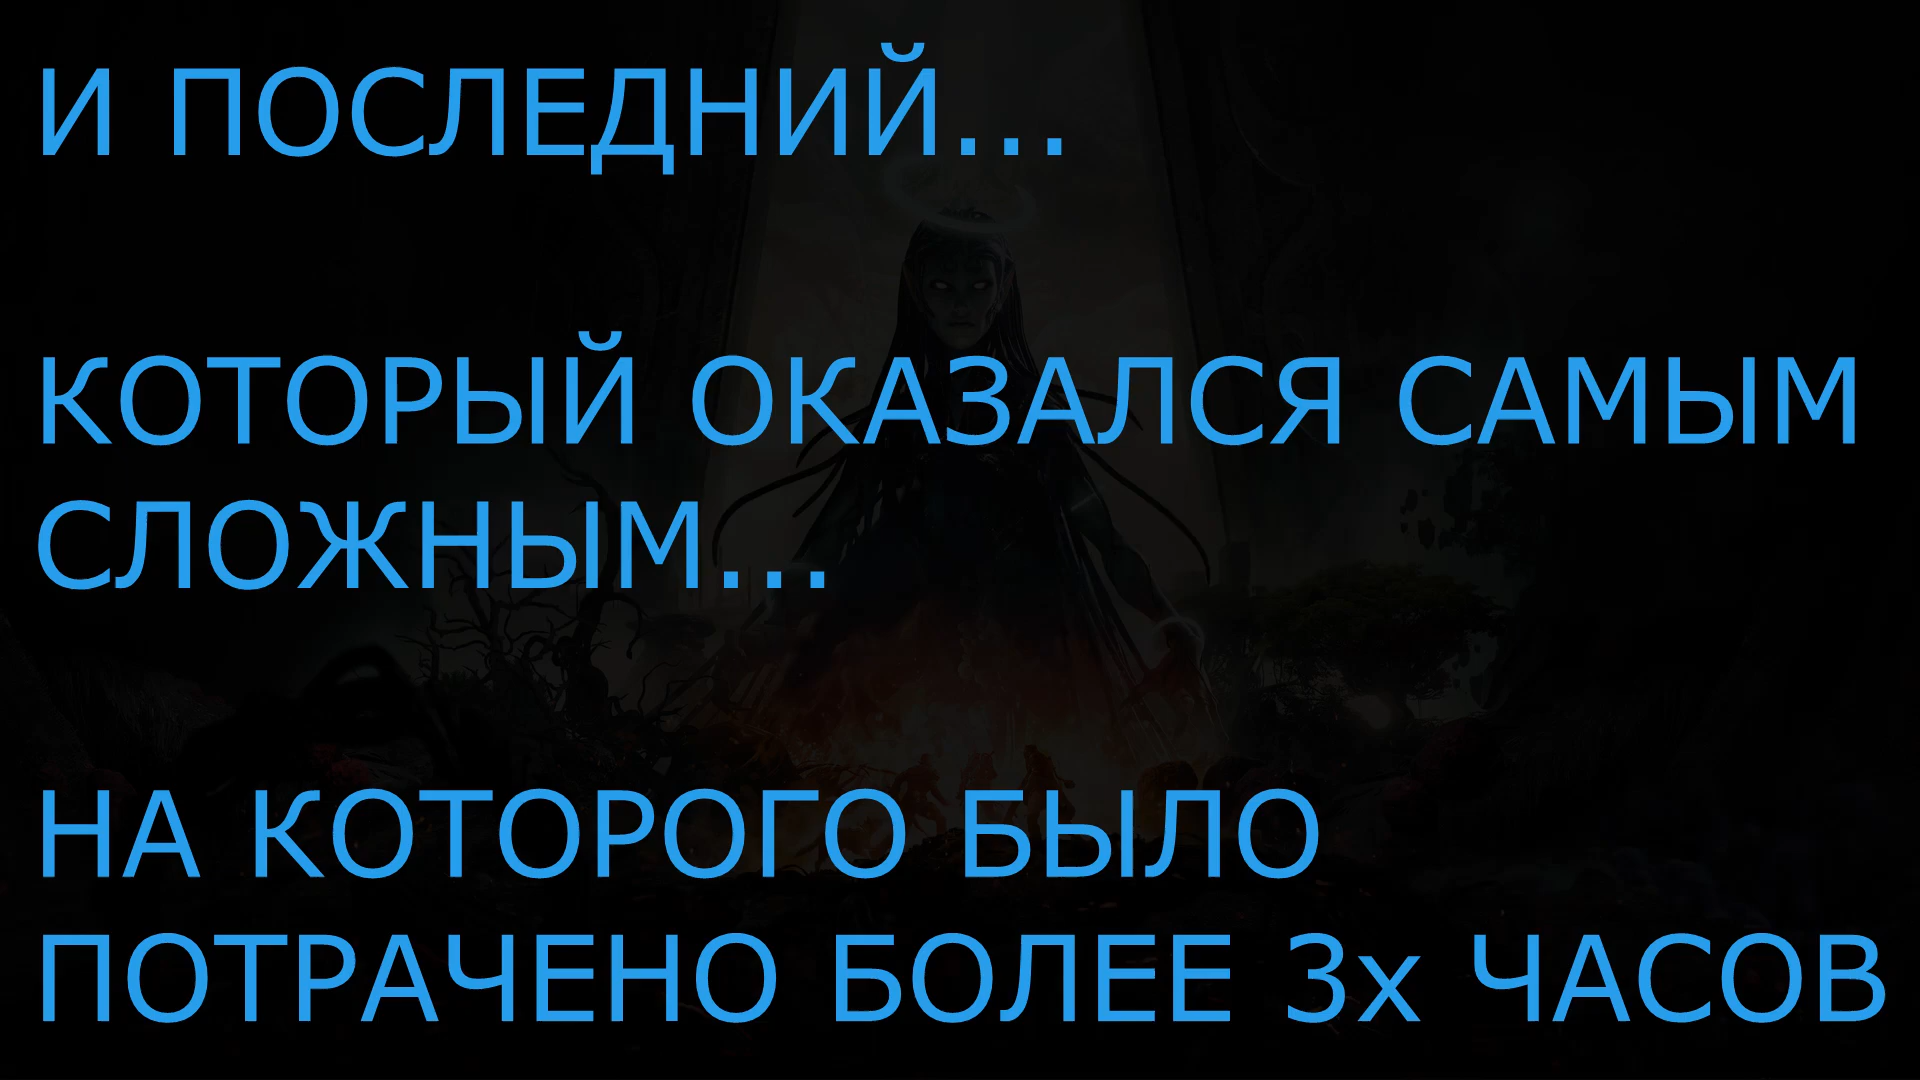 И ПОСЛЕДНИЙ...
КОТОРЫЙ ОКАЗАЛСЯ САМЫМ
СЛОЖНЫМ...
НА КОТОРОГО БЫЛО
ПОТРАЧЕНО БОЛЕЕ 3х ЧАСОВ